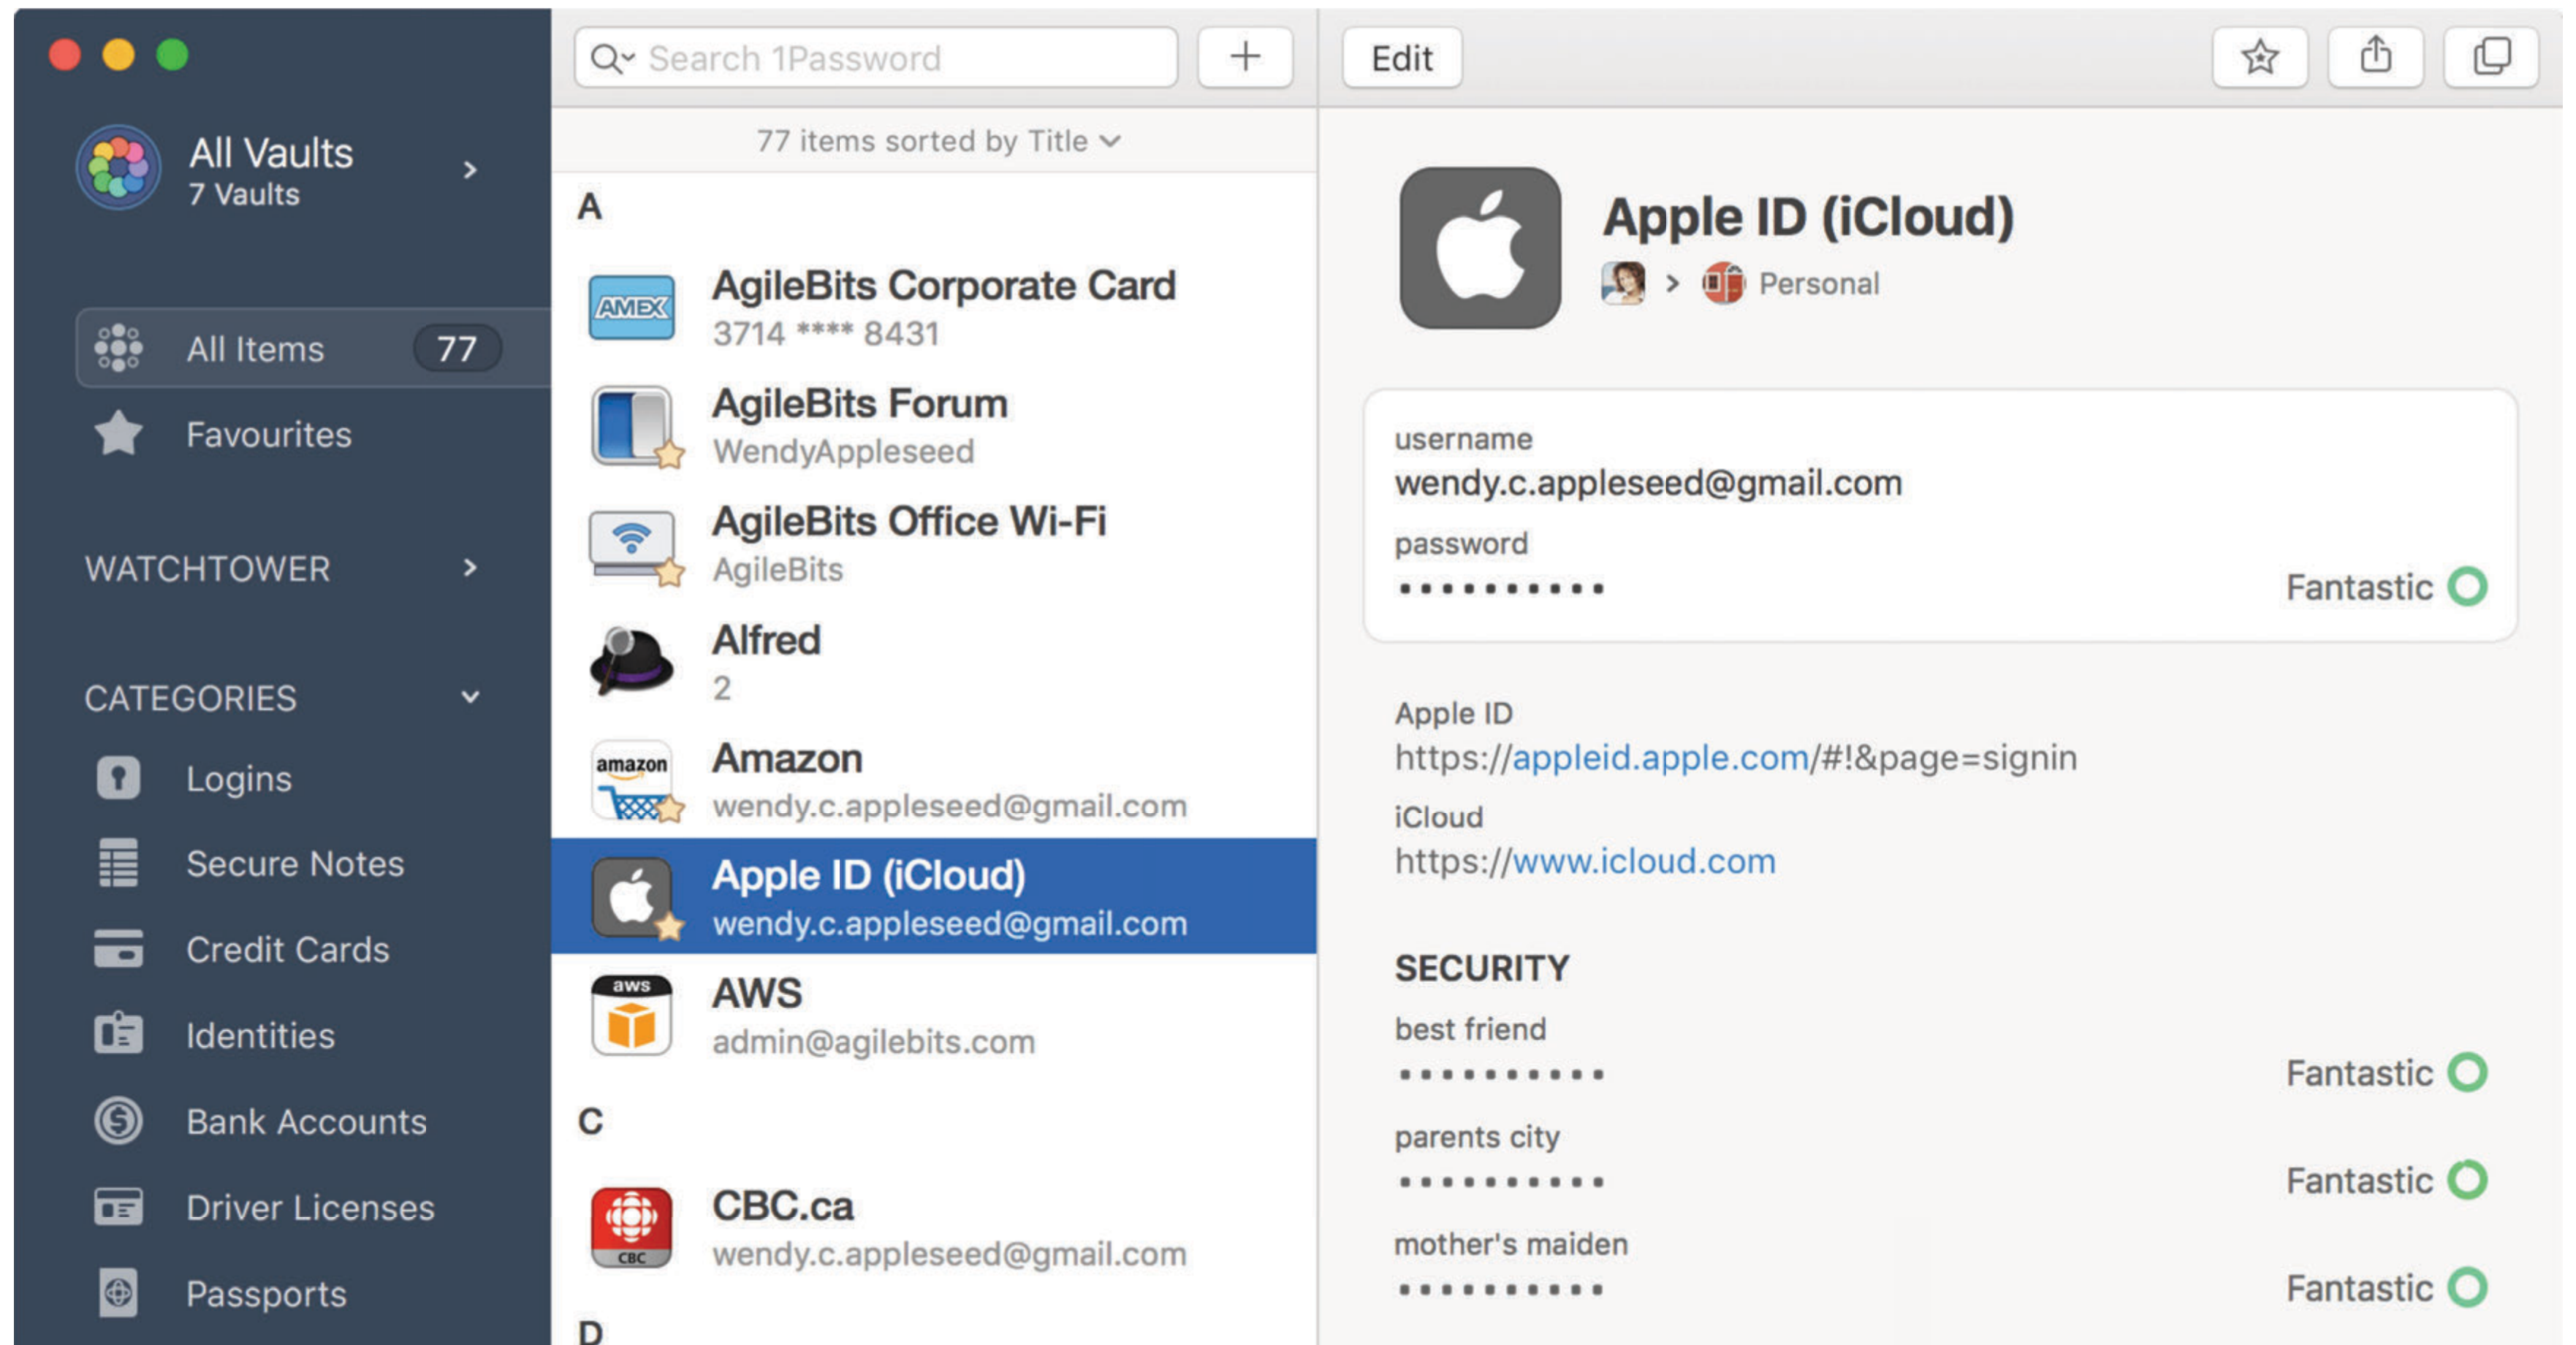 All Vaults
7 Vaults
All Items 77
Favourites
WATCHTOWER
CATEGORIES
Logins
Secure Notes
Credit Cards
Identities
Bank Accounts
Driver Licenses
Passports
Search 1Password
77 items sorted by Title
A
AMEX
AgileBits Corporate Card
3714 **** 8431
AgileBits Forum
WendyAppleseed
AgileBits Office Wi-Fi
AgileBits
Alfred
2
amazon
Amazon
wendy.c.appleseed@gmail.com
Apple ID (iCloud)
wendy.c.appleseed@gmail.com
aws
AWS
admin@agilebits.com
C
CBC
CBC.ca
wendy.c.appleseed@gmail.com
D
Edit
Apple ID (iCloud)
Personal
username
wendy.c.appleseed@gmail.com
password
•••••••••• Fantastic
Apple ID
https://appleid.apple.com/#!&page=signin
iCloud
https://www.icloud.com
SECURITY
best friend
•••••••••• Fantastic
parents city
•••••••••• Fantastic
mother's maiden
•••••••••• Fantastic